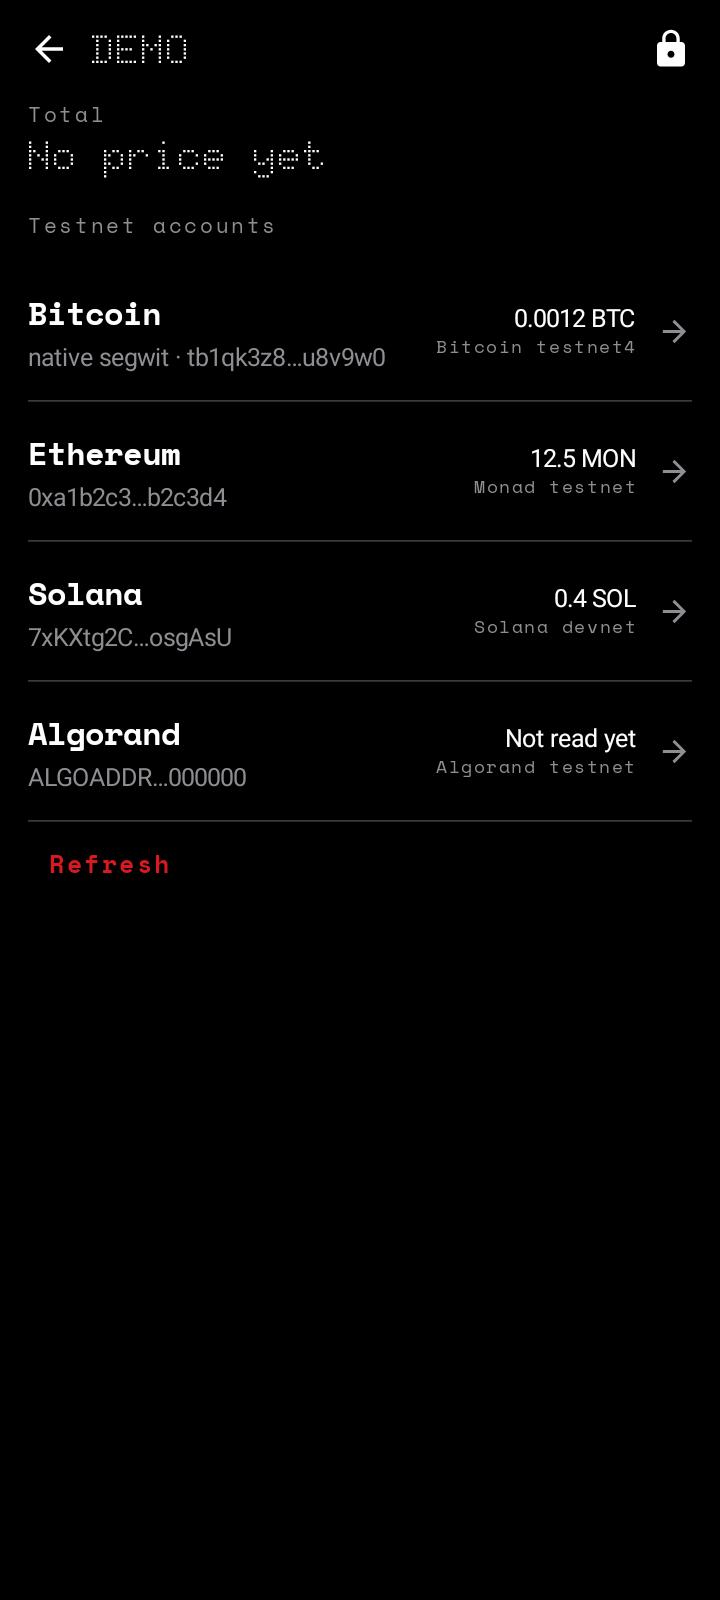 DEMO
Total
No price yet
Testnet accounts
Bitcoin
0.0012 BTC
native segwit · tb1qk3z8…u8v9w0
Bitcoin testnet4
Ethereum
12.5 MON
0xa1b2c3…b2c3d4
Monad testnet
Solana
0.4 SOL
7xKXtg2C…osgAsU
Solana devnet
Algorand
Not read yet
ALGOADDR…000000
Algorand testnet
Refresh